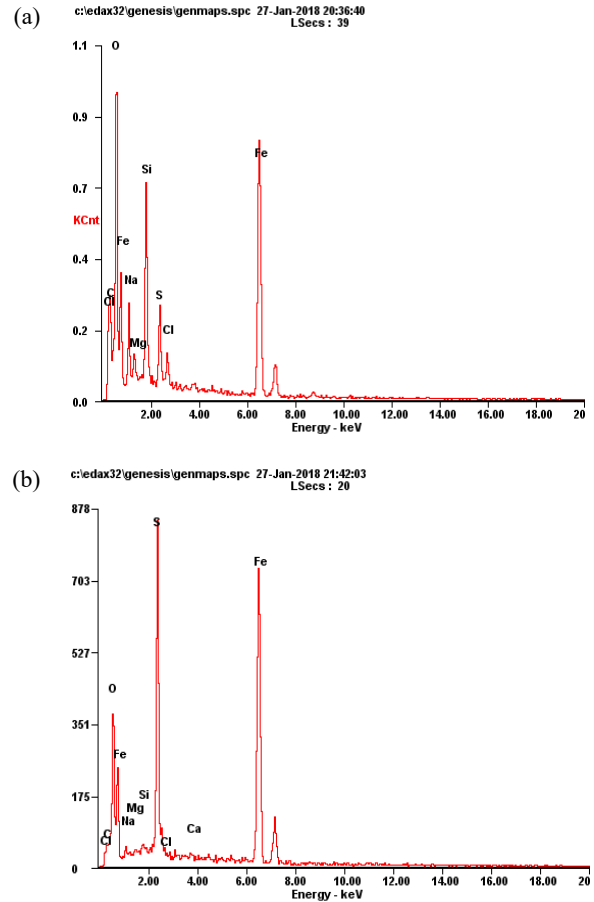 (a)
c:\edax32\genesis\genmaps.spc 27-Jan-2018 20:36:40
LSecs : 39
1.1
O
0.9
Si
0.7
KCnt
Fe
Fe
0.4
C
Na
Cl
S
Cl
0.2
Mg
0.0
2.00 4.00 6.00 8.00 10.00 12.00 14.00 16.00 18.00 20
Energy - keV
(b)
c:\edax32\genesis\genmaps.spc 27-Jan-2018 21:42:03
LSecs : 20
878
S
703
Fe
527
O
351
Fe
175
Si
Mg
Na
Ca
C
Cl
Cl
0
2.00 4.00 6.00 8.00 10.00 12.00 14.00 16.00 18.00 20
Energy - keV